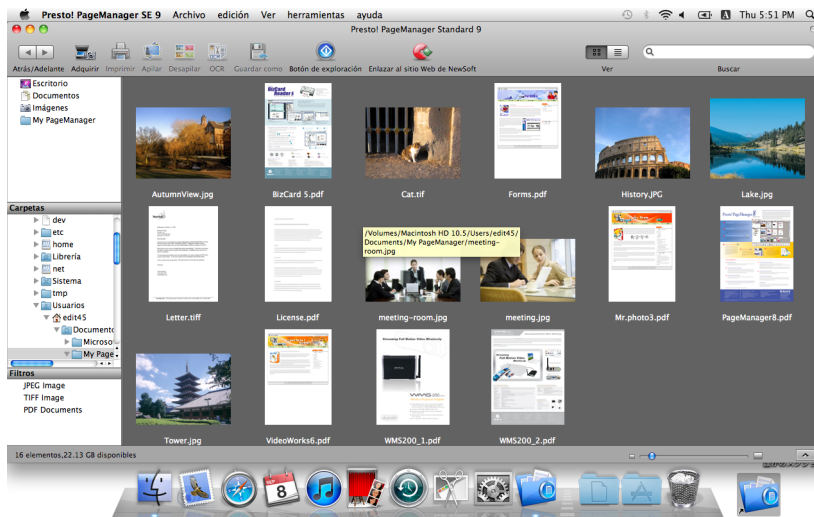 Presto! PageManager SE 9 Archivo edición Ver herramientas ayuda Thu 5:51 PM
Presto! PageManager Standard 9
Atrás/Adelante Adquirir Imprimir Apilar Desapilar OCR Guardar como Botón de exploración Enlazar al sitio Web de NewSoft Ver Buscar
Escritorio
Documentos
Imágenes
My PageManager
AutumnView.jpg BizCard 5.pdf Cat.tif Forms.pdf History.JPG Lake.jpg
Carpetas
dev
etc
home
Librería
net
Sistema
tmp
Usuarios
edit45
Documento
Microso
My Page
/Volumes/Macintosh HD 10.5/Users/edit45/
Documents/My PageManager/meeting-
room.jpg
Letter.tiff License.pdf meeting-room.jpg meeting.jpg Mr.photo3.pdf PageManager8.pdf
Filtros
JPEG Image
TIFF Image
PDF Documents
Tower.jpg VideoWorks6.pdf WMS200_1.pdf WMS200_2.pdf
16 elementos,22.13 GB disponibles
SEP
8